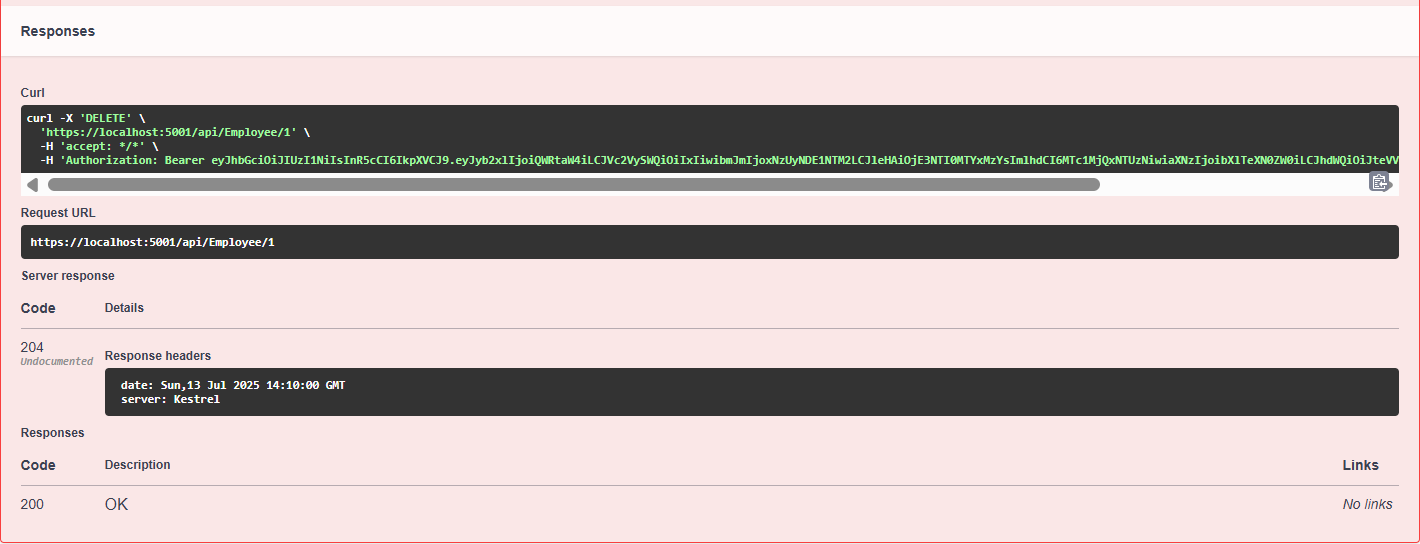 Responses
Curl
curl -X 'DELETE' \
'https://localhost:5001/api/Employee/1' \
-H 'accept: */*' \
-H 'Authorization: Bearer eyJhbGciOiJIUzI1NiIsInR5cCI6IkpXVCJ9.eyJyb2xlIjoiQWRtaW4iLCJVc2VySWQiOiIxIiwibmJmIjoxNzUyNDE1NTM2LCJleHAiOjE3NTI0MTYxMzYsImlhdCI6MTc1MjQxNTUzNiwiaXNzIjoibXlTeXN0ZW0iLCJhdWQiOiJteVV
Request URL
https://localhost:5001/api/Employee/1
Server response
Code Details
204
Undocumented
Response headers
date: Sun,13 Jul 2025 14:10:00 GMT
server: Kestrel
Responses
Code Description Links
200 OK No links